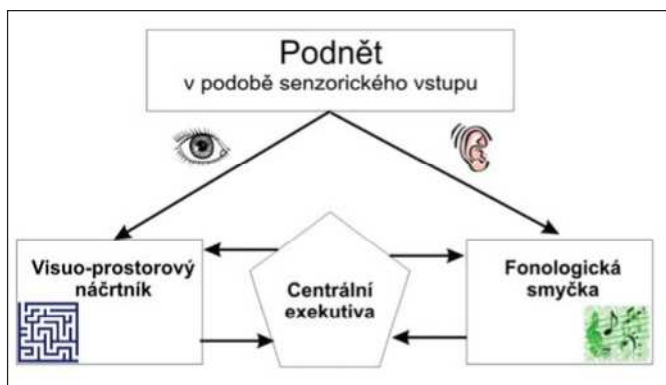 Podnět
v podobě senzorického vstupu
Visuo-prostorový
náčrtník
Centrální
exekutiva
Fonologická
smyčka